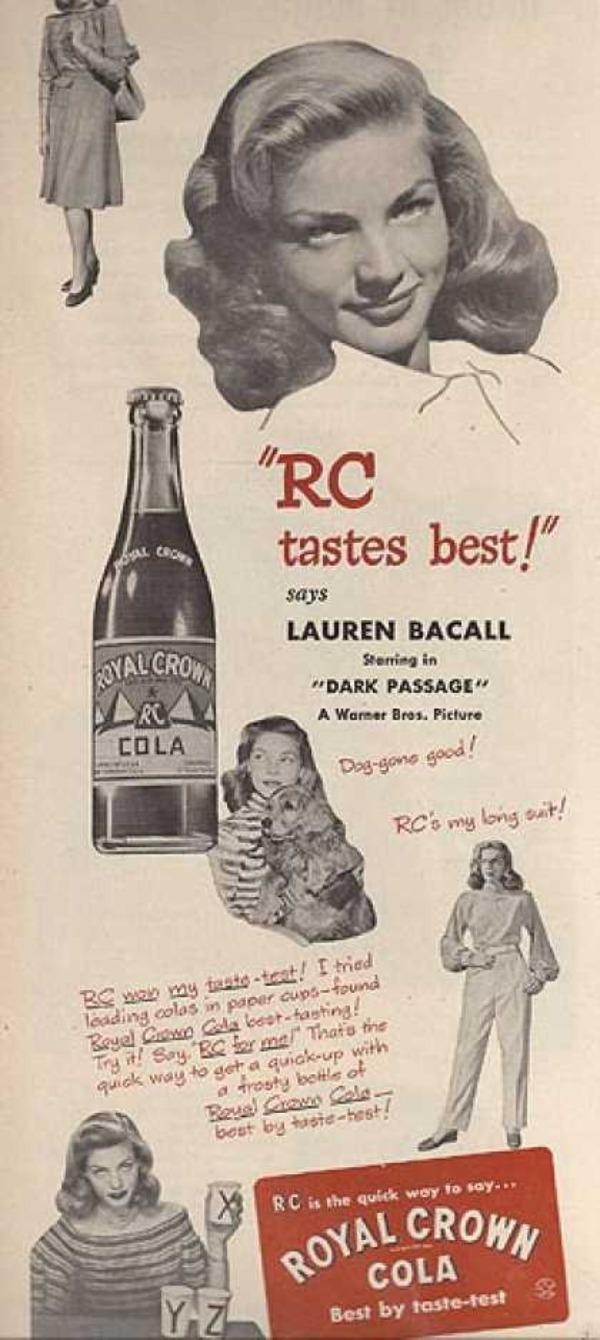 "RC
tastes best!"
says
LAUREN BACALL
Starring in
"DARK PASSAGE"
A Warner Bros. Picture
ROYAL CROWN
ROYAL CROWN
&
RC
COLA
Dog-gone good!
RC's my long suit!
RC won my taste-test! I tried
leading colas in paper cups—found
Royal Crown Cola best-tasting!
Try it! Say, "RC for me!" That's the
quick way to get a quick-up with
a frosty bottle of
Royal Crown Cola—
best by taste-test!
X
Y Z
RC is the quick way to say...
ROYAL CROWN
COLA
Best by taste-test